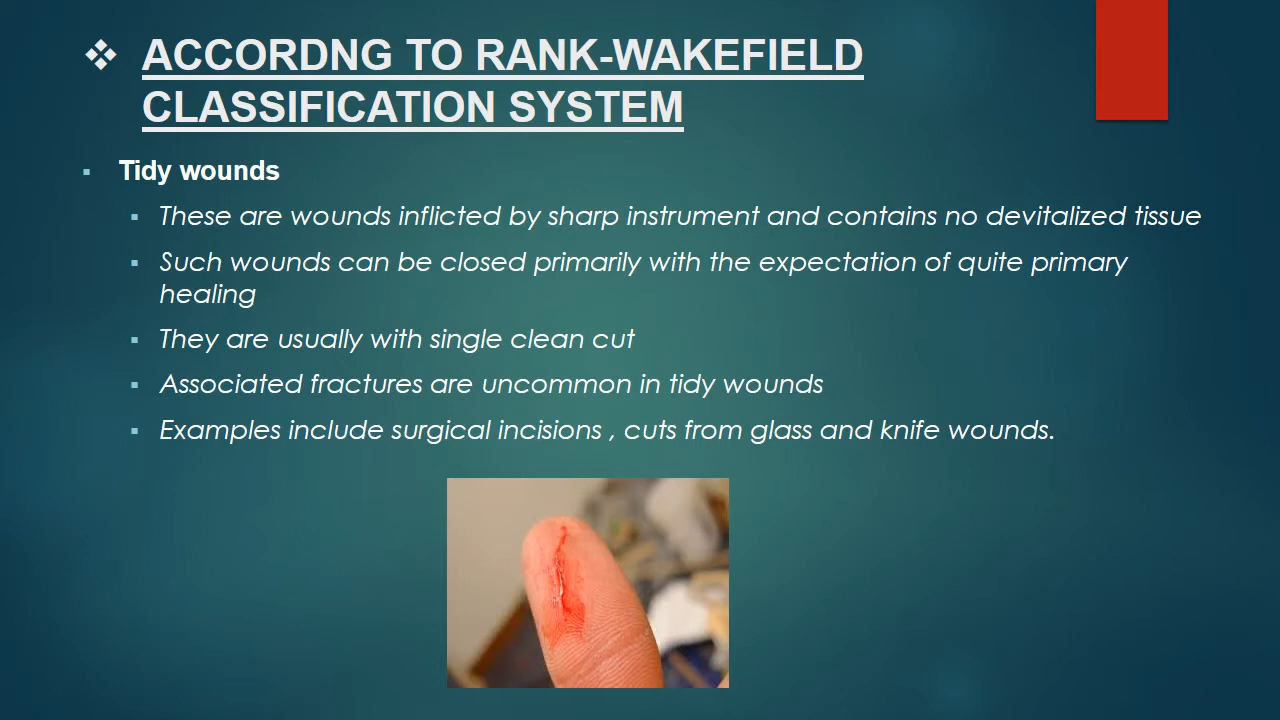 ❖ ACCORDNG TO RANK-WAKEFIELD
CLASSIFICATION SYSTEM
▪ Tidy wounds
▪ These are wounds inflicted by sharp instrument and contains no devitalized tissue
▪ Such wounds can be closed primarily with the expectation of quite primary
healing
▪ They are usually with single clean cut
▪ Associated fractures are uncommon in tidy wounds
▪ Examples include surgical incisions , cuts from glass and knife wounds.